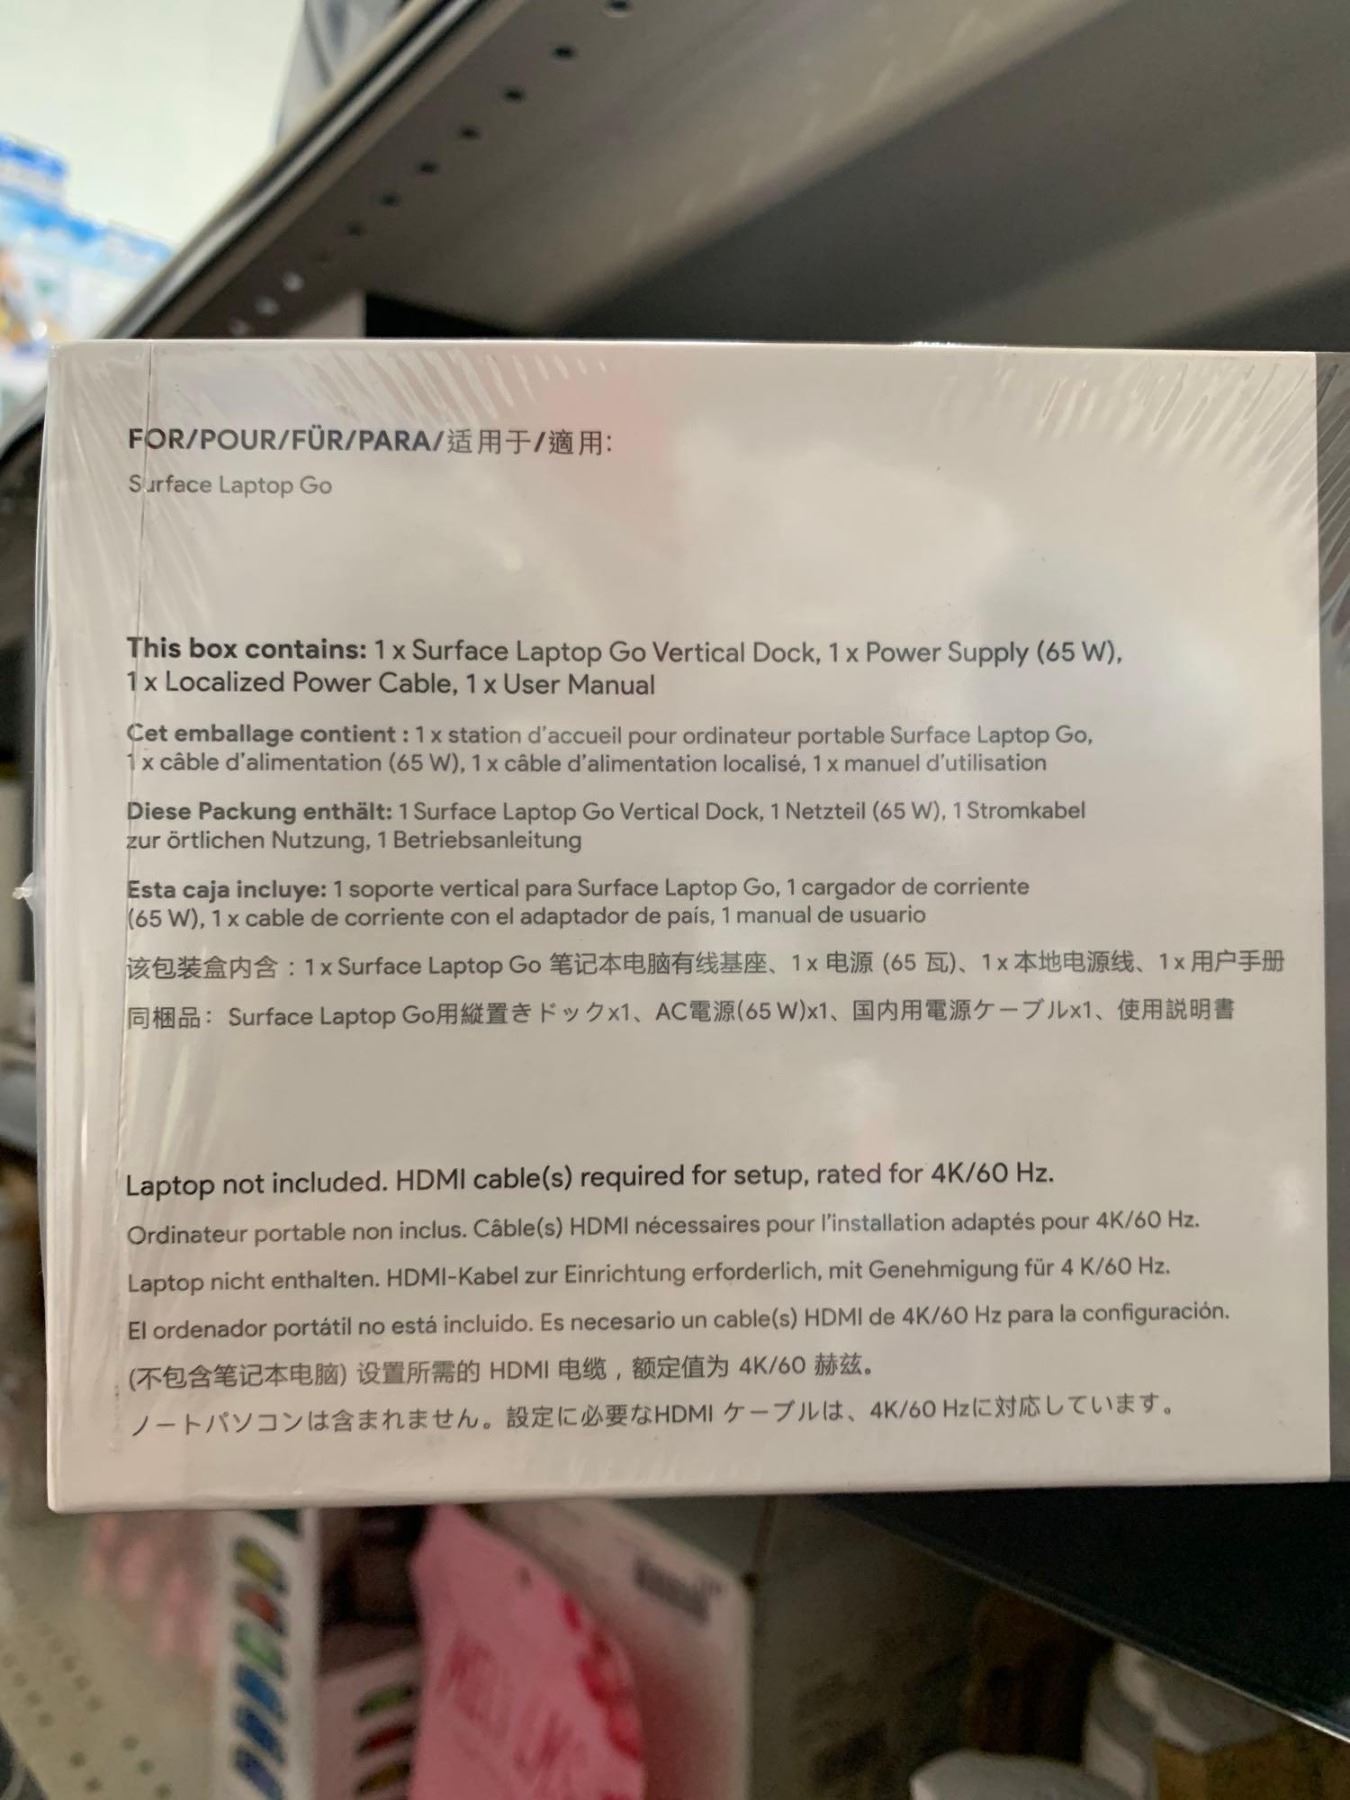 FOR/POUR/FÜR/PARA/适用于/適用:
Surface Laptop Go
This box contains: 1 x Surface Laptop Go Vertical Dock, 1 x Power Supply (65 W),
1 x Localized Power Cable, 1 x User Manual
Cet emballage contient : 1 x station d'accueil pour ordinateur portable Surface Laptop Go,
1 x câble d'alimentation (65 W), 1 x câble d'alimentation localisé, 1 x manuel d'utilisation
Diese Packung enthält: 1 Surface Laptop Go Vertical Dock, 1 Netzteil (65 W), 1 Stromkabel
zur örtlichen Nutzung, 1 Betriebsanleitung
Esta caja incluye: 1 soporte vertical para Surface Laptop Go, 1 cargador de corriente
(65 W), 1 x cable de corriente con el adaptador de país, 1 manual de usuario
该包装盒内含：1 x Surface Laptop Go 笔记本电脑有线基座、1 x 电源 (65 瓦)、1 x 本地电源线、1 x 用户手册
同梱品： Surface Laptop Go用縦置きドックx1、AC電源(65 W)x1、国内用電源ケーブルx1、使用説明書
Laptop not included. HDMI cable(s) required for setup, rated for 4K/60 Hz.
Ordinateur portable non inclus. Câble(s) HDMI nécessaires pour l'installation adaptés pour 4K/60 Hz.
Laptop nicht enthalten. HDMI-Kabel zur Einrichtung erforderlich, mit Genehmigung für 4 K/60 Hz.
El ordenador portátil no está incluido. Es necesario un cable(s) HDMI de 4K/60 Hz para la configuración.
(不包含笔记本电脑) 设置所需的 HDMI 电缆，额定值为 4K/60 赫兹。
ノートパソコンは含まれません。設定に必要なHDMI ケーブルは、4K/60 Hzに対応しています。